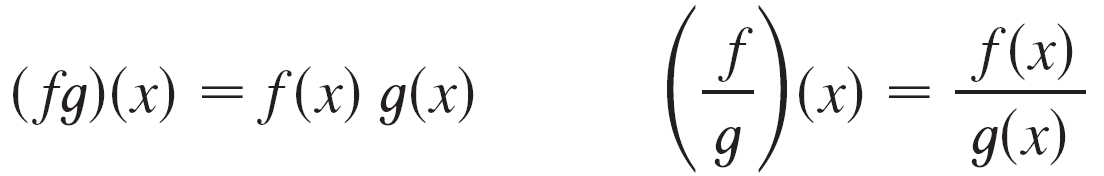 (fg)(x) = f(x) g(x) (f/g)(x) = f(x)/g(x)